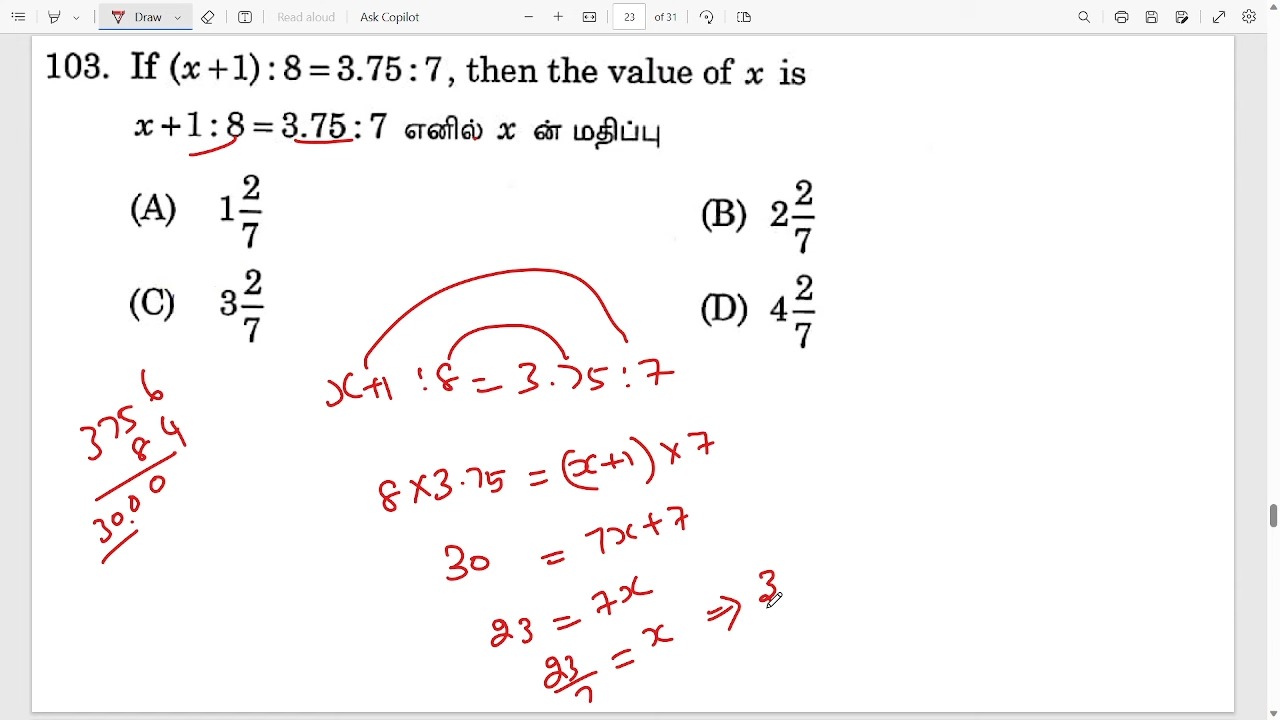 Draw Read aloud Ask Copilot 23 of 31
103. If (x+1) : 8 = 3.75 : 7, then the value of x is
x+1 : 8 = 3.75 : 7 எனில் x ன் மதிப்பு
(A) 1 2/7 (B) 2 2/7
(C) 3 2/7 (D) 4 2/7
x+1 : 8 = 3.75 : 7
6 4
375
8
30.00
8×3.75 = (x+1)×7
30 = 7x+7
23 = 7x
23/7 = x ⇒ 3